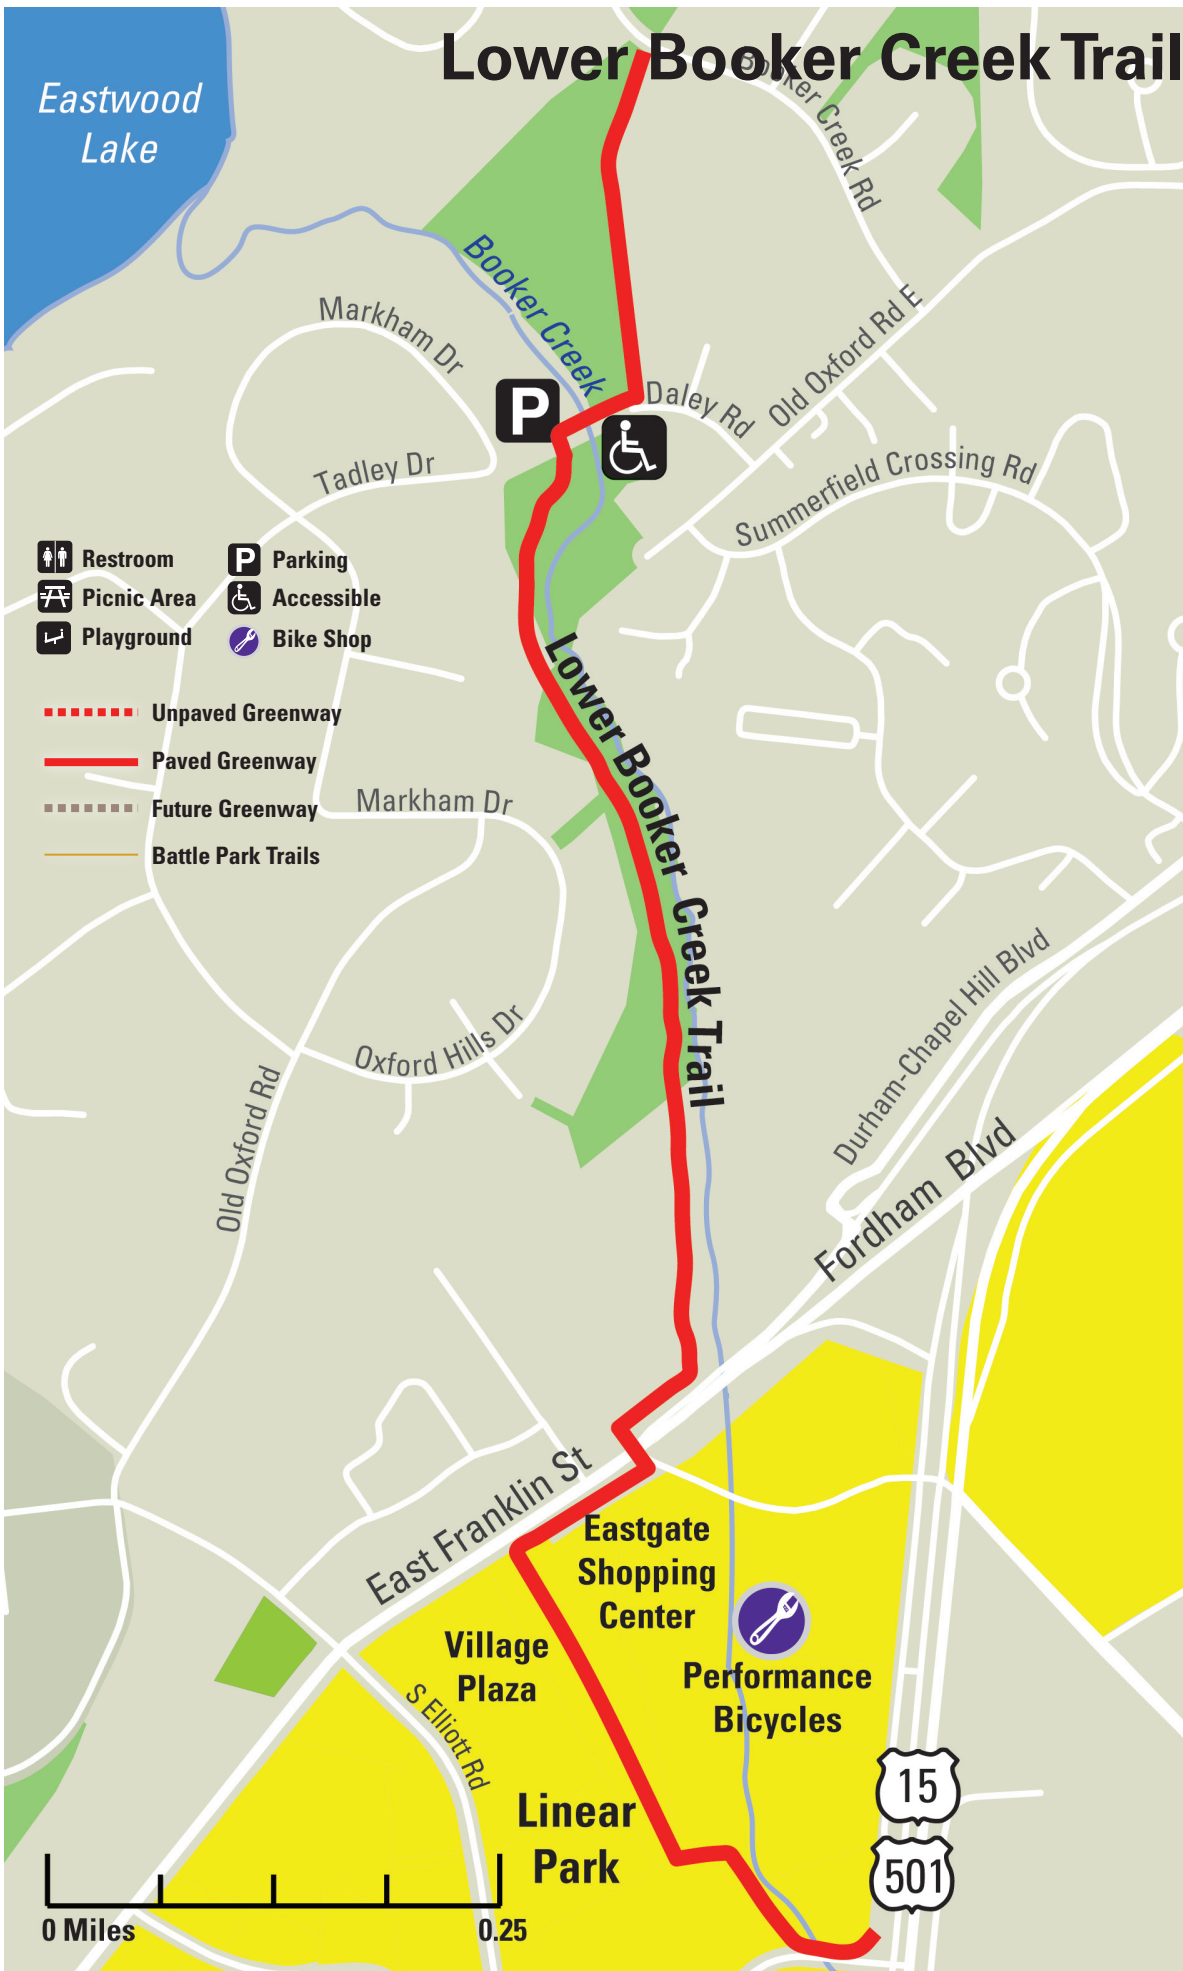 Lower Booker Creek Trail
Eastwood
Lake
Booker Creek Rd
Booker Creek
Markham Dr
Old Oxford Rd E
P
Daley Rd
Tadley Dr
Summerfield Crossing Rd
Restroom
P Parking
Picnic Area
Accessible
Playground
Bike Shop
Unpaved Greenway
Paved Greenway
Future Greenway
Battle Park Trails
Lower Booker Creek Trail
Markham Dr
Durham-Chapel Hill Blvd
Oxford Hills Dr
Old Oxford Rd
Fordham Blvd
East Franklin St
Eastgate
Shopping
Center
Village
Plaza
Performance
Bicycles
S Elliott Rd
15
Linear
Park
501
0 Miles
0.25